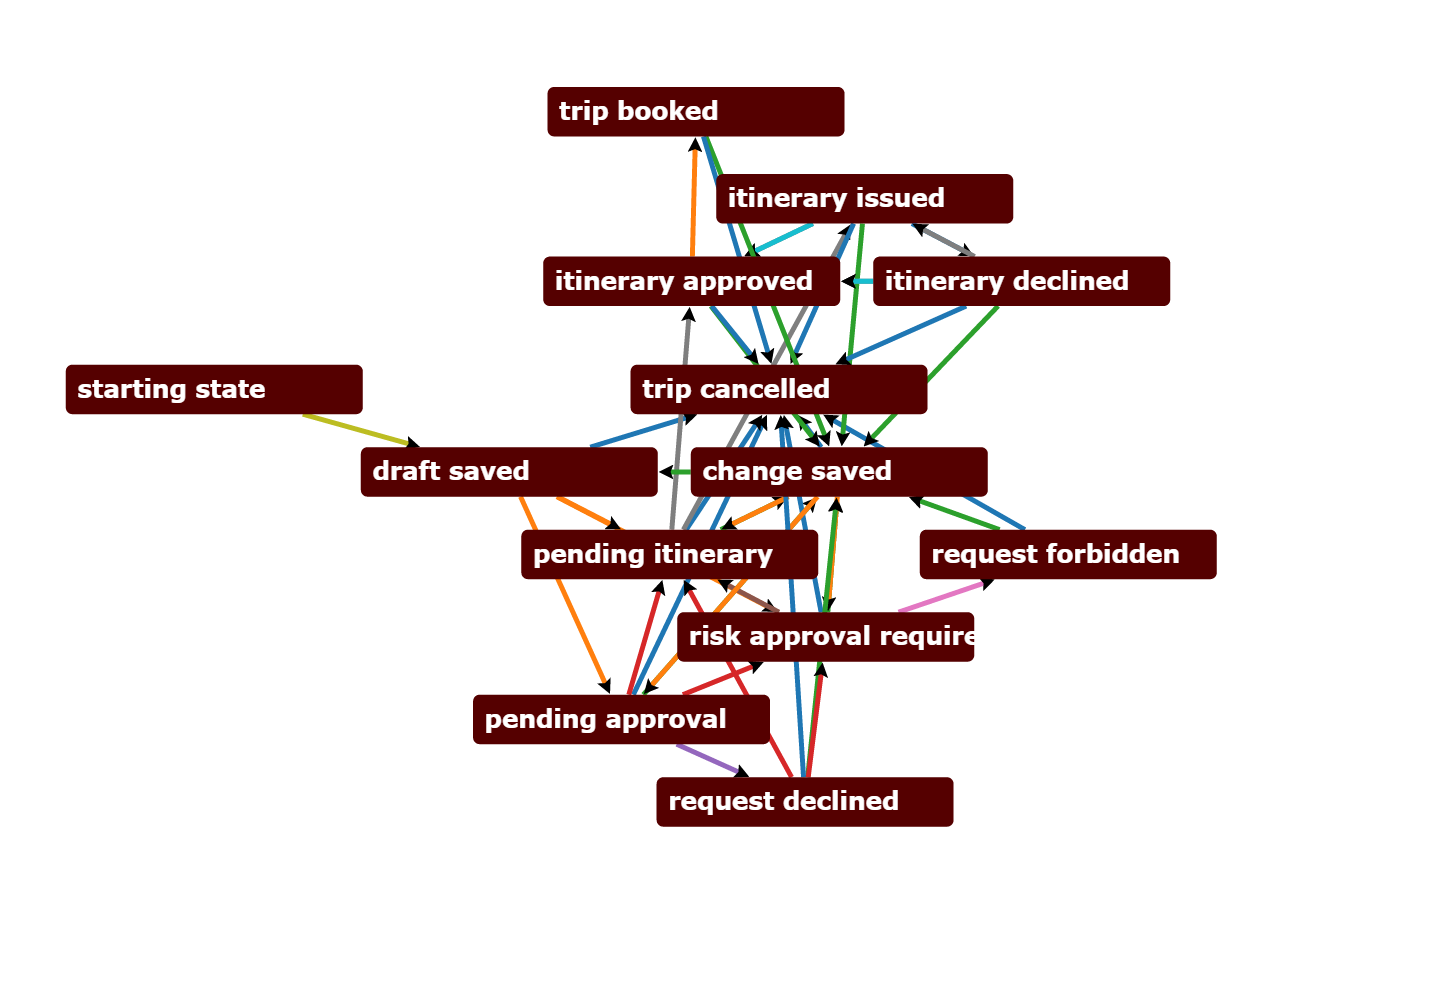 trip booked
itinerary issued
itinerary approved
itinerary declined
starting state
trip cancelled
draft saved
change saved
pending itinerary
request forbidden
risk approval require
pending approval
request declined